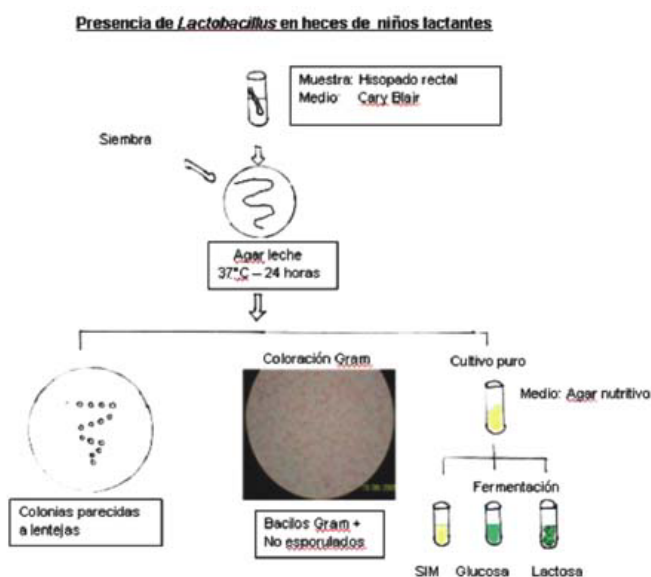 Presencia de Lactobacillus en heces de niños lactantes
Muestra: Hisopado rectal
Medio: Cary Blair
Siembra
Agar leche
37°C – 24 horas
Coloración Gram
Cultivo puro
Medio: Agar nutritivo
Fermentación
Colonias parecidas
a lentejas
Bacilos Gram +
No esporulados
SIM Glucosa Lactosa